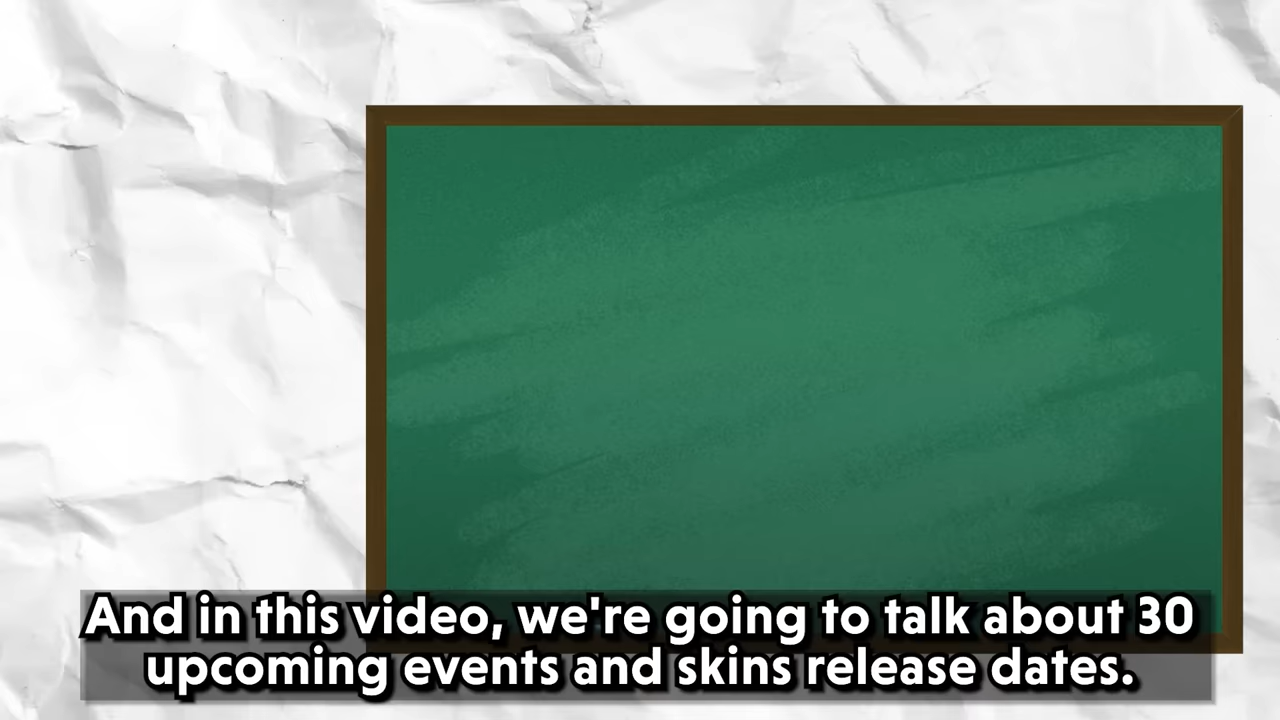 And in this video, we're going to talk about 30
upcoming events and skins release dates.